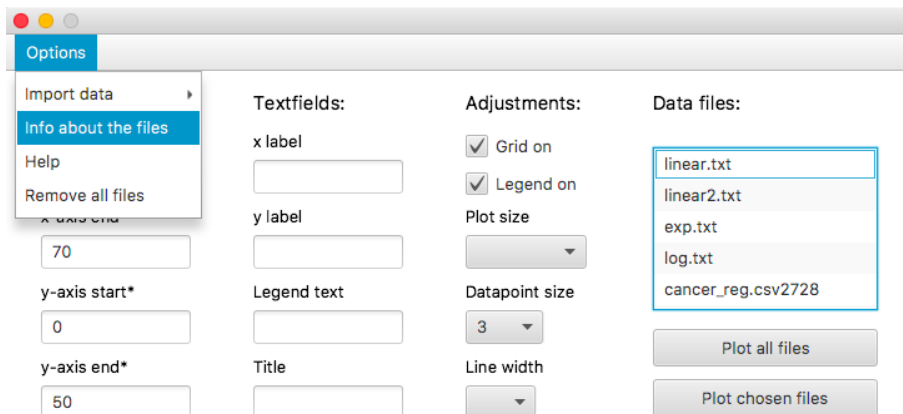 Options
Import data
Info about the files
Help
Remove all files
x-axis end
70
y-axis start*
0
y-axis end*
50
Textfields:
x label
y label
Legend text
Title
Adjustments:
Grid on
Legend on
Plot size
Datapoint size
3
Line width
Data files:
linear.txt
linear2.txt
exp.txt
log.txt
cancer_reg.csv2728
Plot all files
Plot chosen files